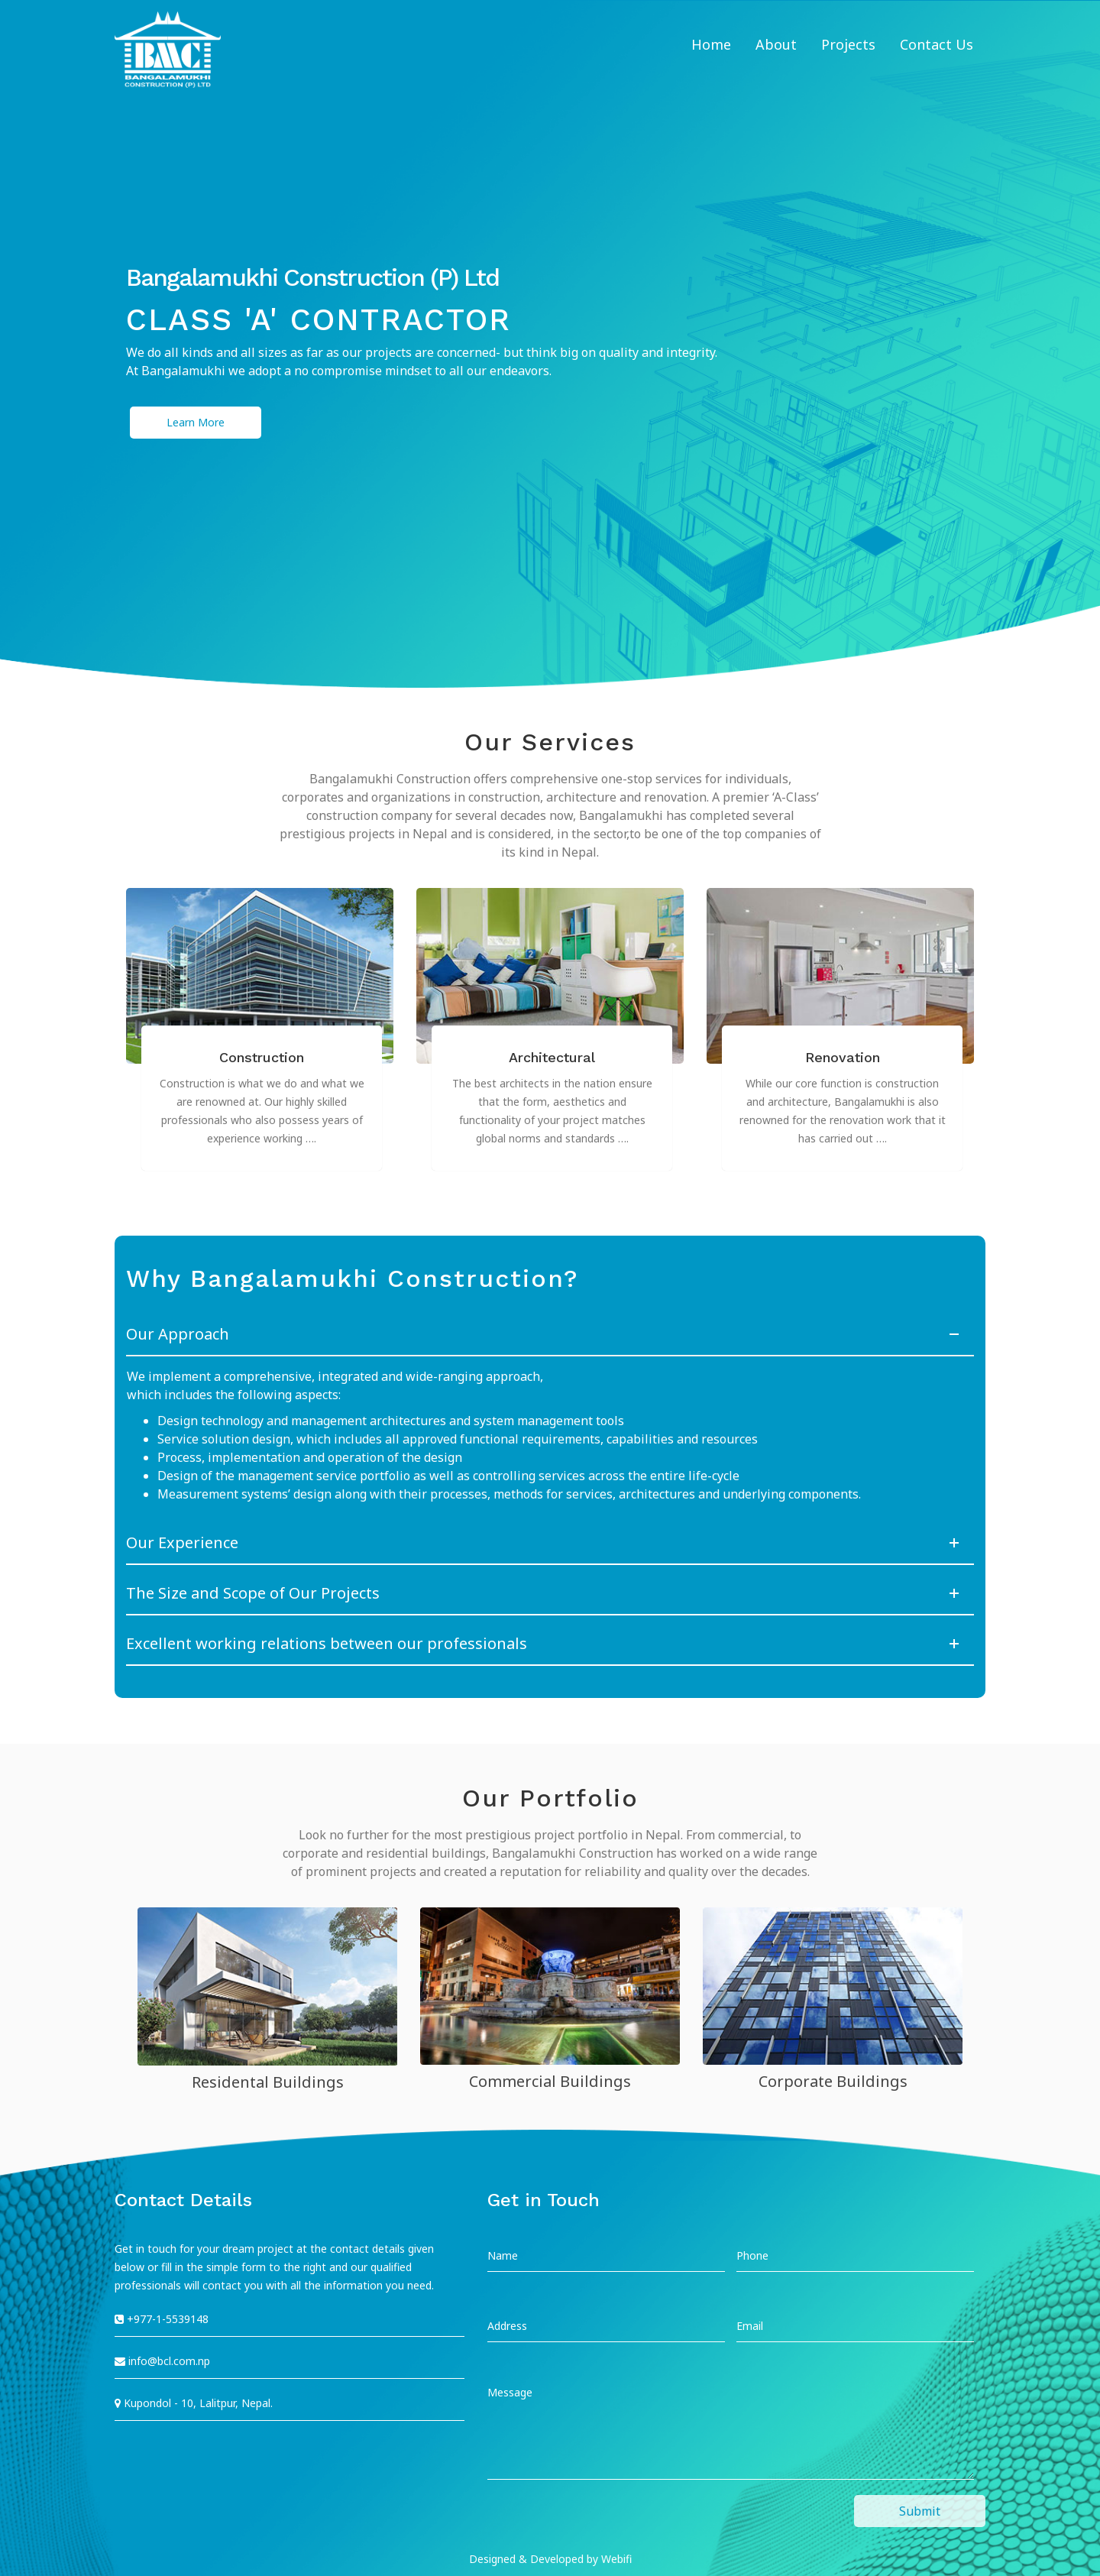 BMC
BANGALAMUKHI
CONSTRUCTION (P) LTD
Home About Projects Contact Us
Bangalamukhi Construction (P) Ltd
CLASS 'A' CONTRACTOR
We do all kinds and all sizes as far as our projects are concerned- but think big on quality and integrity.
At Bangalamukhi we adopt a no compromise mindset to all our endeavors.
Learn More
Our Services
Bangalamukhi Construction offers comprehensive one-stop services for individuals,
corporates and organizations in construction, architecture and renovation. A premier ‘A-Class’
construction company for several decades now, Bangalamukhi has completed several
prestigious projects in Nepal and is considered, in the sector,to be one of the top companies of
its kind in Nepal.
Construction
Construction is what we do and what we
are renowned at. Our highly skilled
professionals who also possess years of
experience working ….
Architectural
The best architects in the nation ensure
that the form, aesthetics and
functionality of your project matches
global norms and standards ….
Renovation
While our core function is construction
and architecture, Bangalamukhi is also
renowned for the renovation work that it
has carried out ….
Why Bangalamukhi Construction?
Our Approach −
We implement a comprehensive, integrated and wide-ranging approach,
which includes the following aspects:
• Design technology and management architectures and system management tools
• Service solution design, which includes all approved functional requirements, capabilities and resources
• Process, implementation and operation of the design
• Design of the management service portfolio as well as controlling services across the entire life-cycle
• Measurement systems’ design along with their processes, methods for services, architectures and underlying components.
Our Experience +
The Size and Scope of Our Projects +
Excellent working relations between our professionals +
Our Portfolio
Look no further for the most prestigious project portfolio in Nepal. From commercial, to
corporate and residential buildings, Bangalamukhi Construction has worked on a wide range
of prominent projects and created a reputation for reliability and quality over the decades.
Residental Buildings
Commercial Buildings
Corporate Buildings
Contact Details
Get in touch for your dream project at the contact details given
below or fill in the simple form to the right and our qualified
professionals will contact you with all the information you need.
+977-1-5539148
info@bcl.com.np
Kupondol - 10, Lalitpur, Nepal.
Get in Touch
Name Phone
Address Email
Message
Submit
Designed & Developed by Webifi